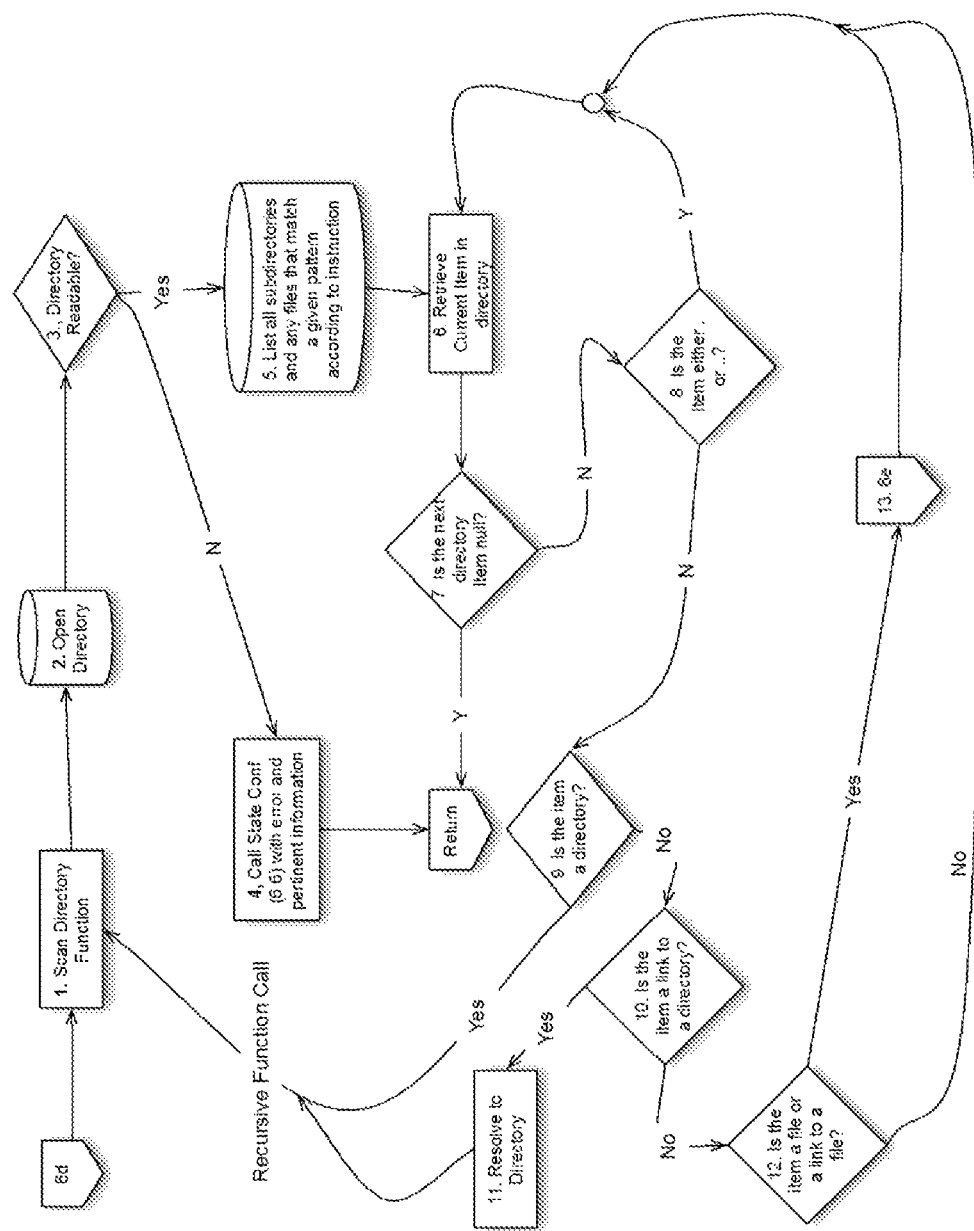 6d
1. Scan Directory
Function
2. Open
Directory
3., Directory
Readable?
Yes
N
4, Call State Conf
(6 6) with error and
pertinent information
5. List all subdirectories
and any files that match
a given pattern
according to instruction
6 Retrieve
Current Item in
directory
7 Is the next
directory
Item null?
Y
N
Return
8 Is the
item either .
or ..?
Y
N
9 Is the item
a directory?
Yes
No
Recursive Function Call
10. Is the
item a link to
a directory?
Yes
No
11. Resolve to
Directory
12. Is the
item a file or
a link to a
file?
Yes
No
13. 6e